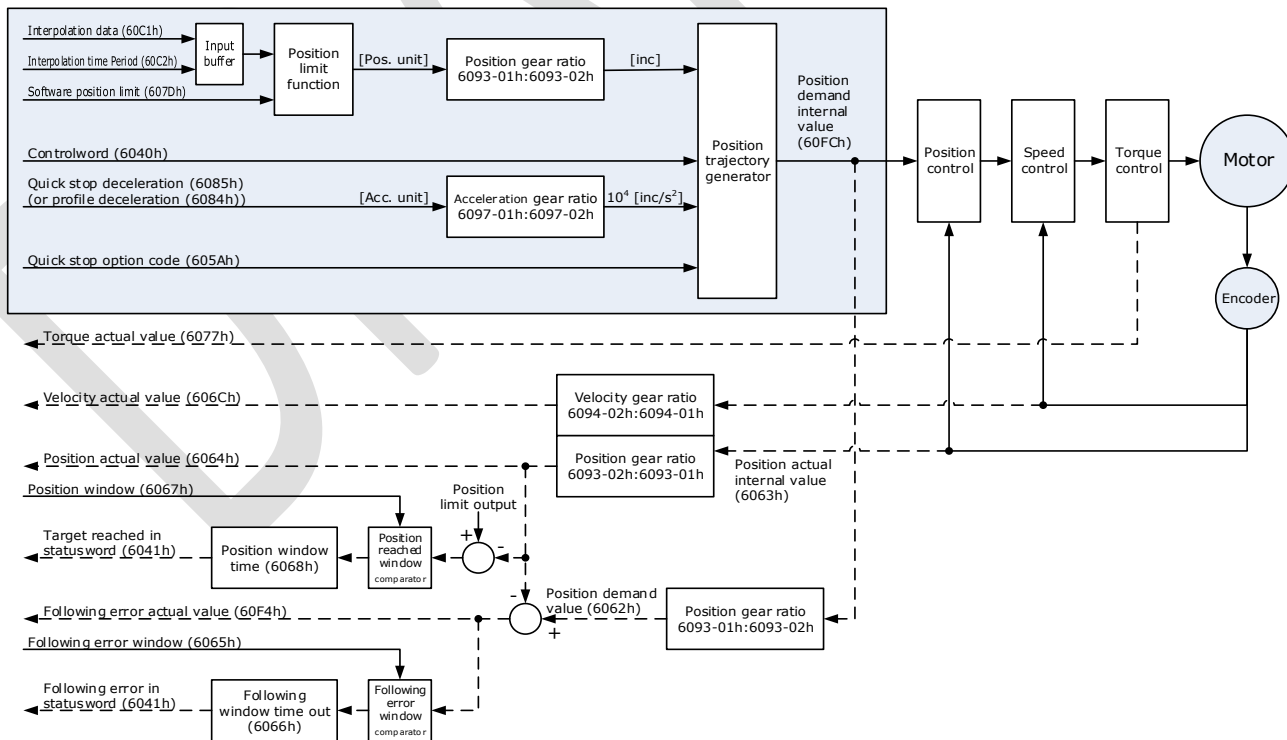 Interpolation data (60C1h)
Interpolation time Period (60C2h)
Software position limit (607Dh)
Input
buffer
Position
limit
function
[Pos. unit]
Position gear ratio
6093-01h:6093-02h
[inc]
Controlword (6040h)
Quick stop deceleration (6085h)
(or profile deceleration (6084h))
[Acc. unit]
Acceleration gear ratio
6097-01h:6097-02h
10⁴ [inc/s²]
Quick stop option code (605Ah)
Position
trajectory
generator
Position
demand
internal
value
(60FCh)
Position
control
Speed
control
Torque
control
Motor
Encoder
Torque actual value (6077h)
Velocity actual value (606Ch)
Velocity gear ratio
6094-02h:6094-01h
Position actual value (6064h)
Position gear ratio
6093-02h:6093-01h
Position actual
internal value
(6063h)
Position window (6067h)
Position
limit output
+
-
Target reached in
statusword (6041h)
Position window
time (6068h)
Position
reached
window
comparator
Following error actual value (60F4h)
-
+
Position demand
value (6062h)
Position gear ratio
6093-01h:6093-02h
Following error window (6065h)
Following error in
statusword (6041h)
Following
window time out
(6066h)
Following
error
window
comparator